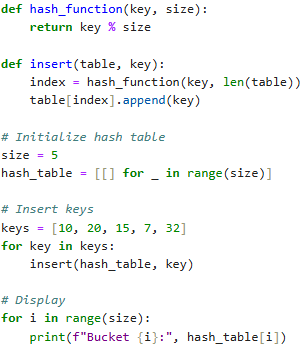 def hash_function(key, size):
    return key % size

def insert(table, key):
    index = hash_function(key, len(table))
    table[index].append(key)

# Initialize hash table
size = 5
hash_table = [[] for _ in range(size)]

# Insert keys
keys = [10, 20, 15, 7, 32]
for key in keys:
    insert(hash_table, key)

# Display
for i in range(size):
    print(f"Bucket {i}:", hash_table[i])